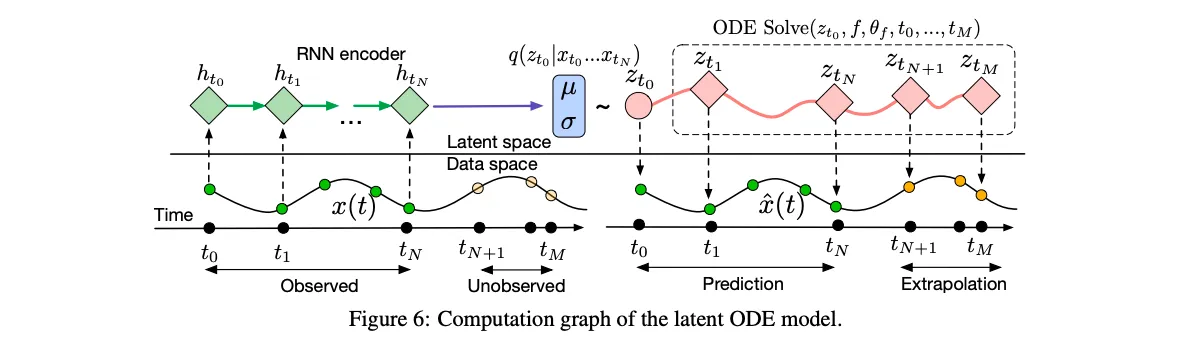 ODE Solve(z_{t_0}, f, θ_f, t_0, ..., t_M)
RNN encoder
q(z_{t_0}|x_{t_0}...x_{t_N})
h_{t_0} h_{t_1} h_{t_N}
z_{t_0} z_{t_1} z_{t_N} z_{t_{N+1}} z_{t_M}
μ
σ
~
...
Latent space
Data space
x(t)
x̂(t)
Time
t_0 t_1 t_N t_{N+1} t_M
t_0 t_1 t_N t_{N+1} t_M
Observed Unobserved Prediction Extrapolation
Figure 6: Computation graph of the latent ODE model.